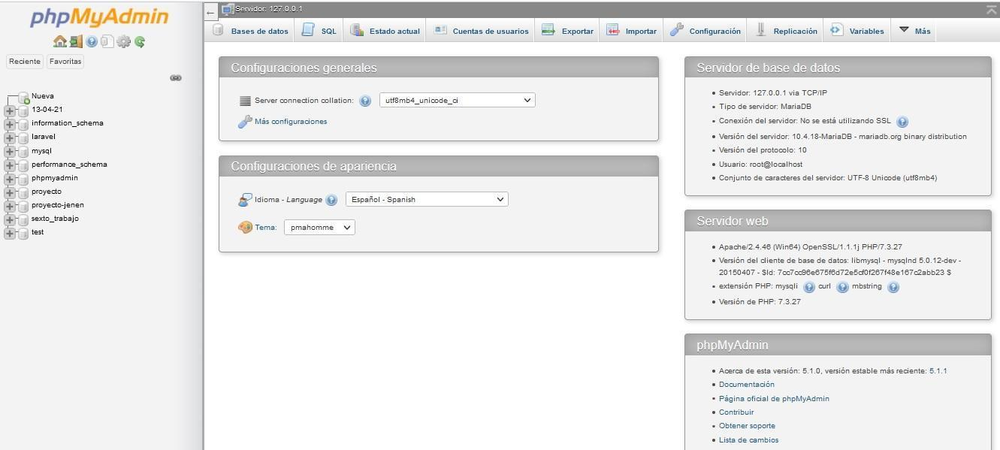 phpMyAdmin
Reciente Favoritas
Nueva
13-04-21
information_schema
laravel
mysql
performance_schema
phpmyadmin
proyecto
proyecto-jenen
sexto_trabajo
test
Servidor: 127.0.0.1
Bases de datos SQL Estado actual Cuentas de usuarios Exportar Importar Configuración Replicación Variables Más
Configuraciones generales
Server connection collation: utf8mb4_unicode_ci
Más configuraciones
Configuraciones de apariencia
Idioma - Language Español - Spanish
Tema: pmahomme
Servidor de base de datos
• Servidor: 127.0.0.1 via TCP/IP
• Tipo de servidor: MariaDB
• Conexión del servidor: No se está utilizando SSL
• Versión del servidor: 10.4.18-MariaDB - mariadb.org binary distribution
• Versión del protocolo: 10
• Usuario: root@localhost
• Conjunto de caracteres del servidor: UTF-8 Unicode (utf8mb4)
Servidor web
• Apache/2.4.46 (Win64) OpenSSL/1.1.1j PHP/7.3.27
• Versión del cliente de base de datos: libmysql - mysqlnd 5.0.12-dev -
20150407 - $Id: 7cc7cc96e675f6d72e5cf0f267f48e167c2abb23 $
• extensión PHP: mysqli curl mbstring
• Versión de PHP: 7.3.27
phpMyAdmin
• Acerca de esta versión: 5.1.0, versión estable más reciente: 5.1.1
• Documentación
• Página oficial de phpMyAdmin
• Contribuir
• Obtener soporte
• Lista de cambios